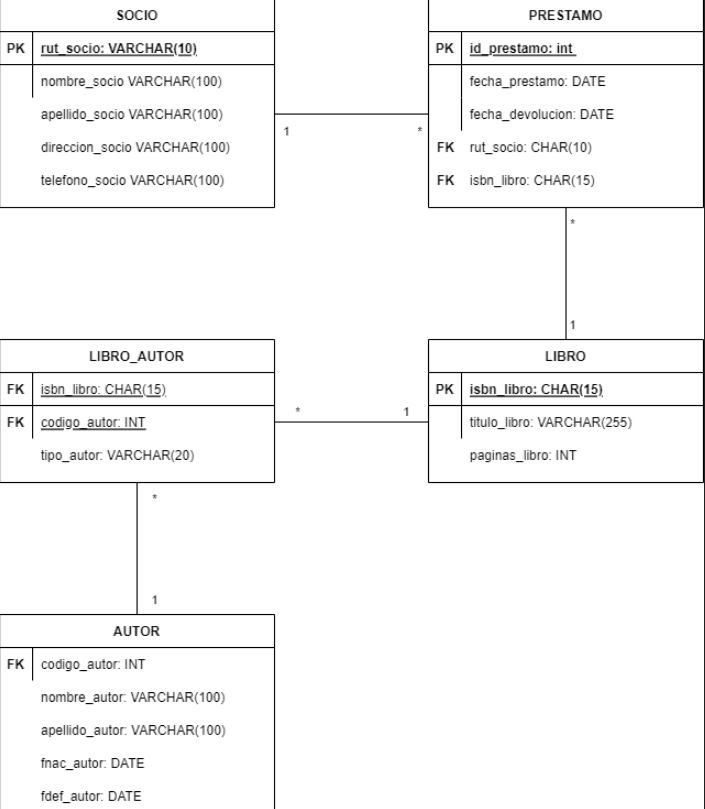 SOCIO
PK rut_socio: VARCHAR(10)
nombre_socio VARCHAR(100)
apellido_socio VARCHAR(100)
direccion_socio VARCHAR(100)
telefono_socio VARCHAR(100)
1 *
PRESTAMO
PK id_prestamo: int
fecha_prestamo: DATE
fecha_devolucion: DATE
FK rut_socio: CHAR(10)
FK isbn_libro: CHAR(15)
*
1
LIBRO_AUTOR
FK isbn_libro: CHAR(15)
FK codigo_autor: INT
tipo_autor: VARCHAR(20)
* 1
LIBRO
PK isbn_libro: CHAR(15)
titulo_libro: VARCHAR(255)
paginas_libro: INT
*
1
AUTOR
FK codigo_autor: INT
nombre_autor: VARCHAR(100)
apellido_autor: VARCHAR(100)
fnac_autor: DATE
fdef_autor: DATE